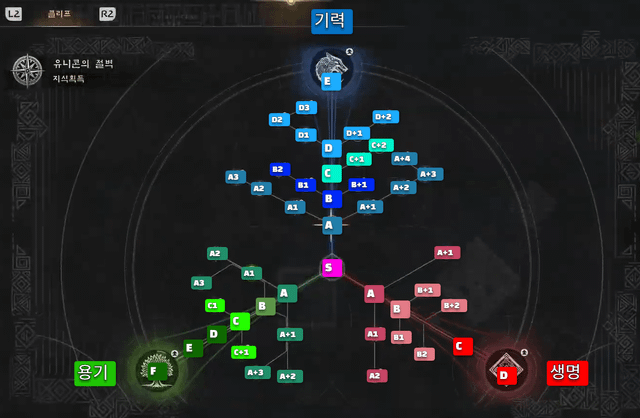 L2 클리프 R2
기력
유니콘의 절벽
지식획득
E
D3
D2 D+2
D1 D+1
D
C+2
C+1 A+4
C
B2 A+3
A3 B1 B+1
A2 A+2
B
A1 A+1
A
A2 A+1
S
A1
A3
A A
B+1
C1 B B B+2
C
D A+1 A1 B1
E C+1 C
B2
용기 F A+3 A+2 A2 D 생명